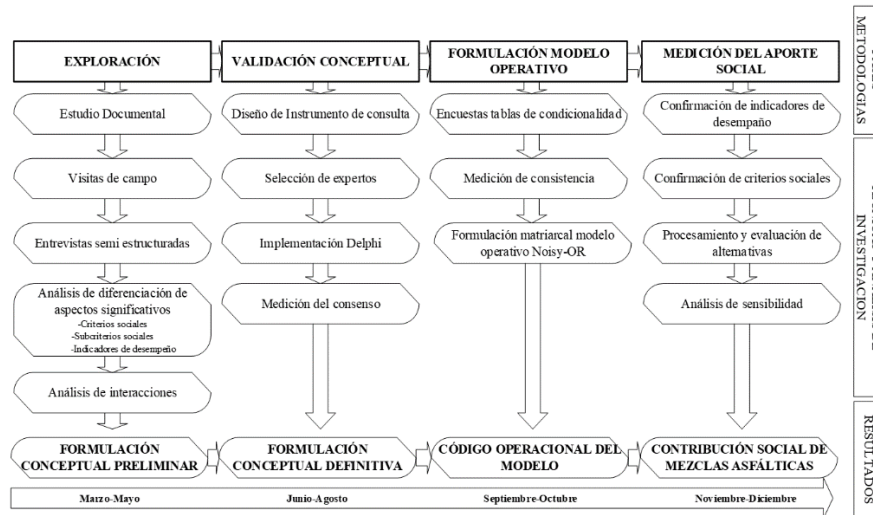 EXPLORACIÓN
VALIDACIÓN CONCEPTUAL
FORMULACIÓN MODELO
OPERATIVO
MEDICIÓN DEL APORTE
SOCIAL
METODOLOGIAS
Estudio Documental
Diseño de Instrumento de consulta
Encuestas tablas de condicionalidad
Confirmación de indicadores de
desempaño
Visitas de campo
Selección de expertos
Medición de consistencia
Confirmación de criterios sociales
Entrevistas semi estructuradas
Implementación Delphi
Formulación matriarcal modelo
operativo Noisy-OR
Procesamiento y evaluación de
alternativas
INVESTIGACION
Análisis de diferenciación de
aspectos significativos
-Criterios sociales
-Subcriterios sociales
-Indicadores de desempeño
Medición del consenso
Análisis de sensibilidad
Análisis de interacciones
FORMULACIÓN
CONCEPTUAL PRELIMINAR
FORMULACIÓN
CONCEPTUAL DEFINITIVA
CÓDIGO OPERACIONAL DEL
MODELO
CONTRIBUCIÓN SOCIAL DE
MEZCLAS ASFÁLTICAS
RESULTADOS
Marzo-Mayo
Junio-Agosto
Septiembre-Octubre
Noviembre-Diciembre